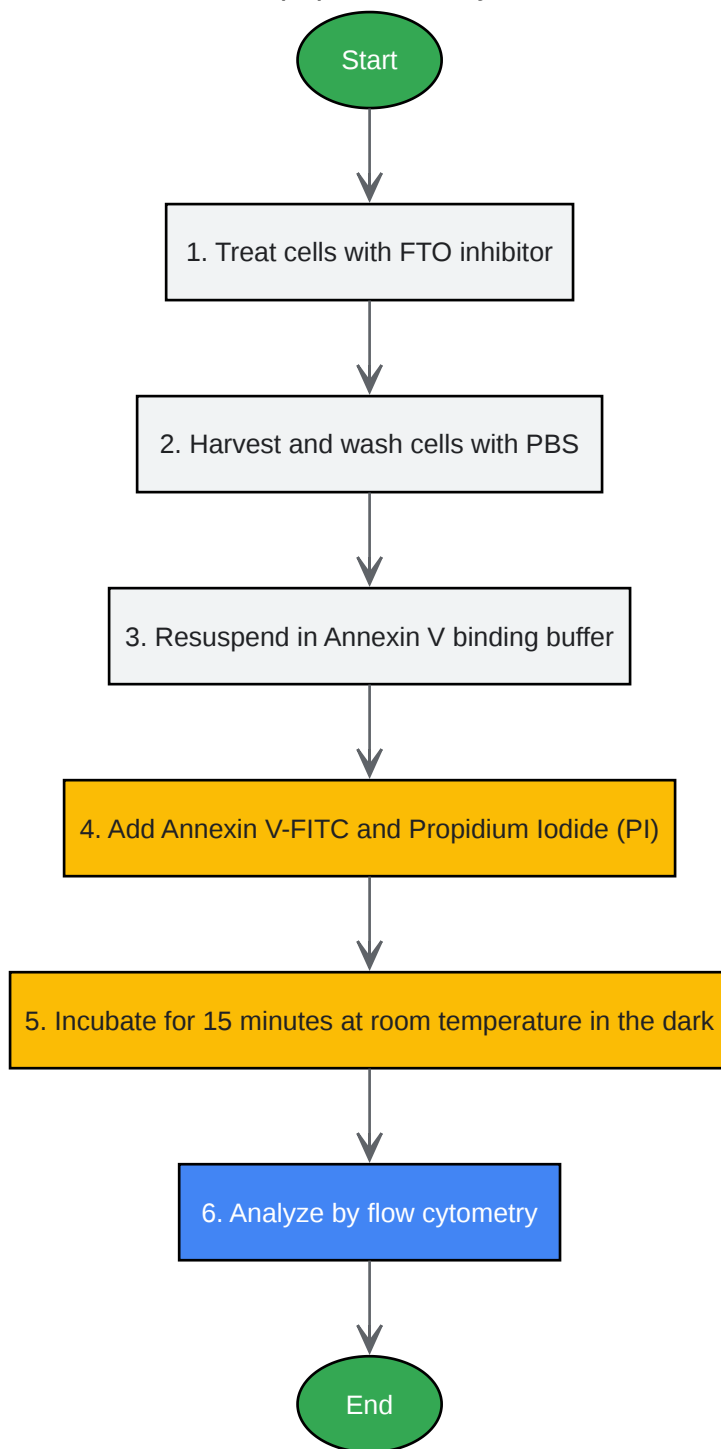 Start
1. Treat cells with FTO inhibitor
2. Harvest and wash cells with PBS
3. Resuspend in Annexin V binding buffer
4. Add Annexin V-FITC and Propidium Iodide (PI)
5. Incubate for 15 minutes at room temperature in the dark
6. Analyze by flow cytometry
End